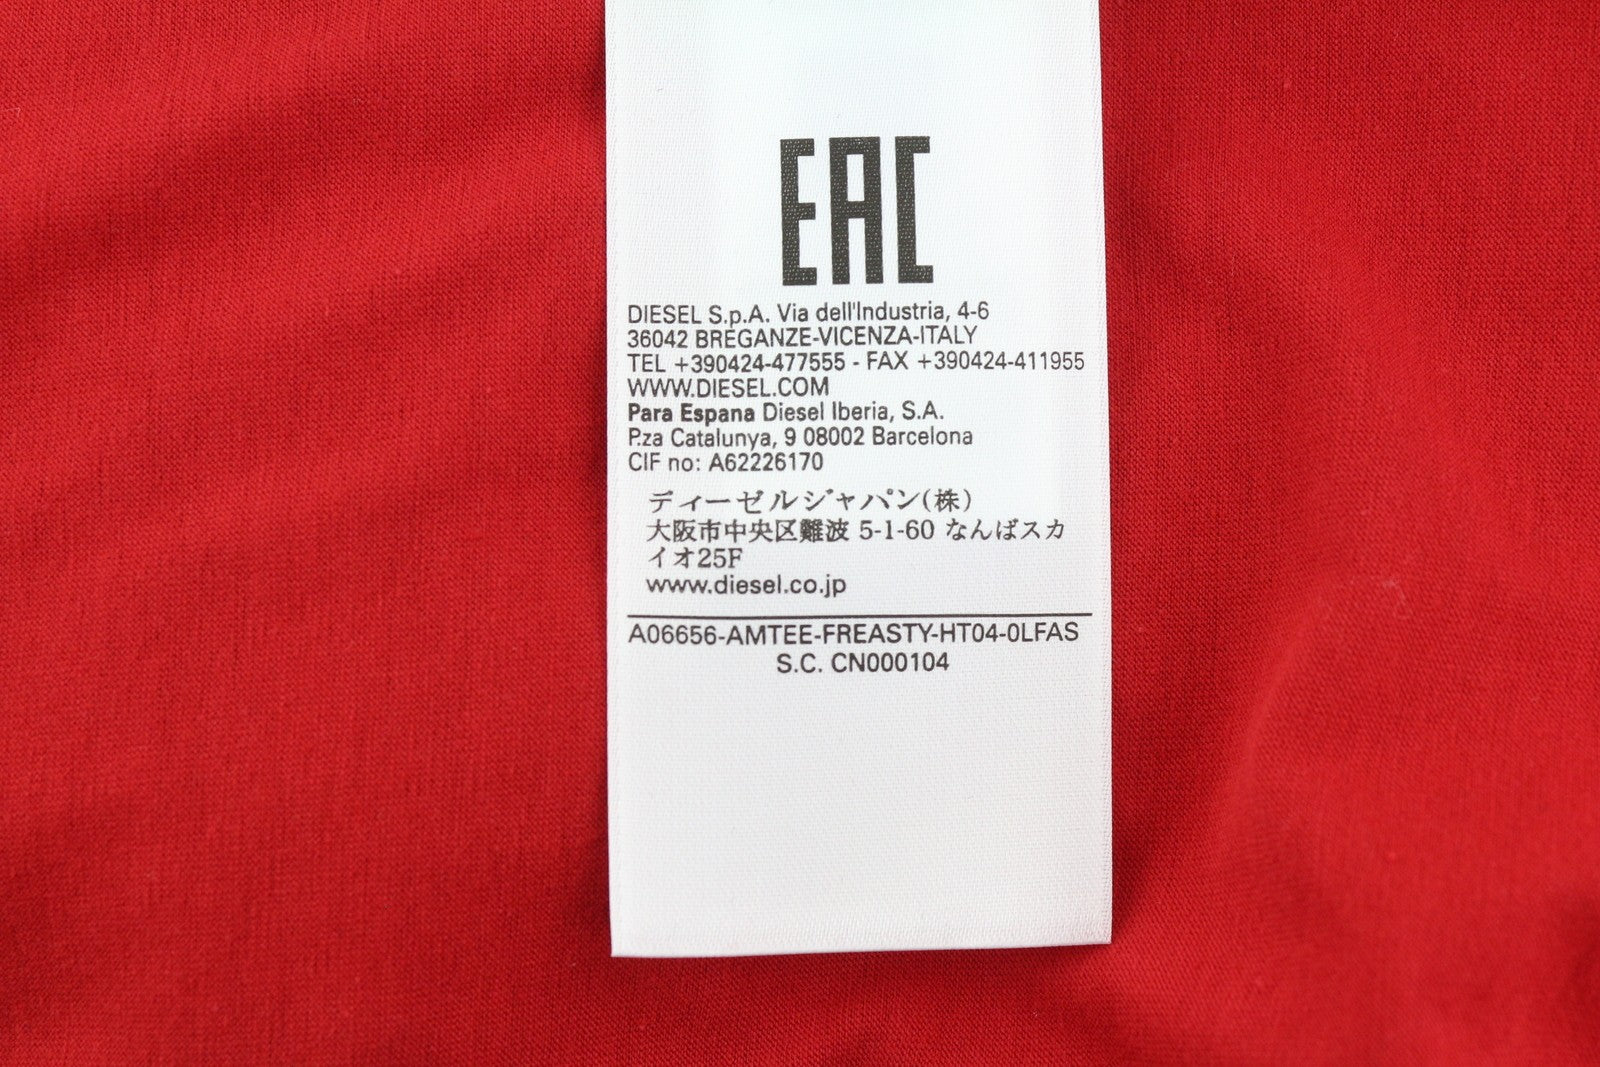 EAC
DIESEL S.p.A. Via dell'Industria, 4-6
36042 BREGANZE-VICENZA-ITALY
TEL +390424-477555 - FAX +390424-411955
WWW.DIESEL.COM
Para Espana Diesel Iberia, S.A.
P.za Catalunya, 9 08002 Barcelona
CIF no: A62226170
ディーゼルジャパン(株)
大阪市中央区難波 5-1-60 なんばスカ
イオ25F
www.diesel.co.jp
A06656-AMTEE-FREASTY-HT04-0LFAS
S.C. CN000104